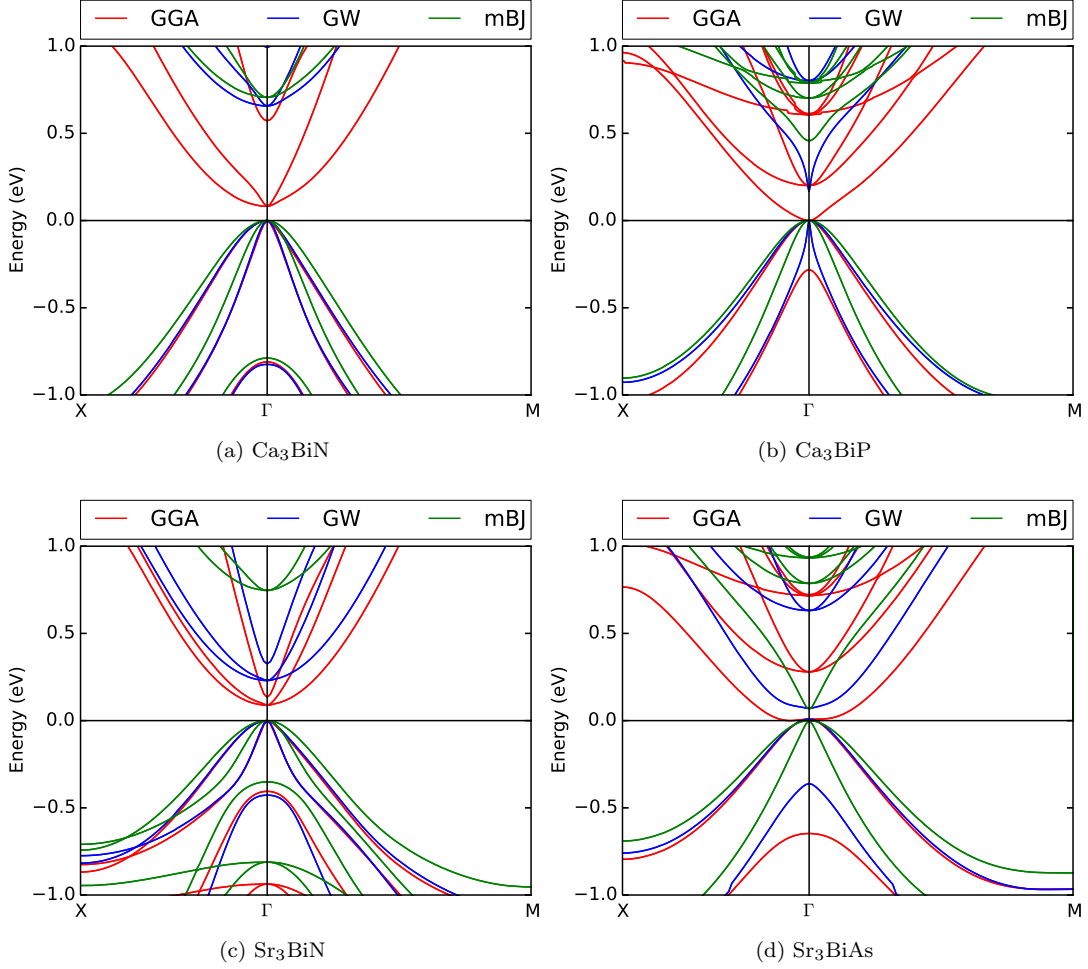 GGA GW mBJ
GGA GW mBJ
1.0
0.5
0.0
−0.5
−1.0
Energy (eV)
X Γ M
1.0
0.5
0.0
−0.5
−1.0
Energy (eV)
X Γ M
(a) Ca₃BiN
(b) Ca₃BiP
GGA GW mBJ
GGA GW mBJ
1.0
0.5
0.0
−0.5
−1.0
Energy (eV)
X Γ M
1.0
0.5
0.0
−0.5
−1.0
Energy (eV)
X Γ M
(c) Sr₃BiN
(d) Sr₃BiAs